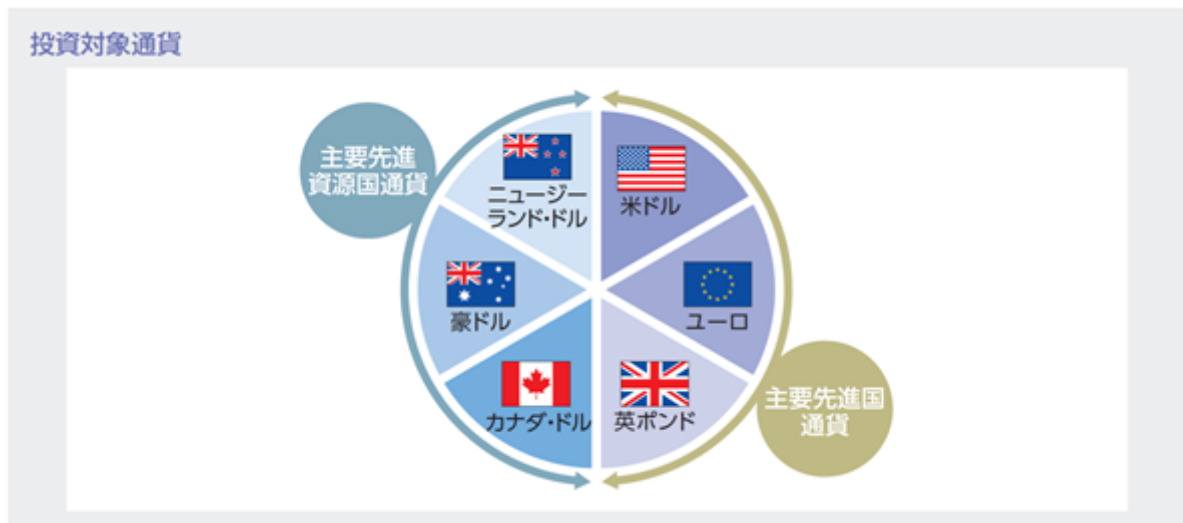 投資対象通貨
主要先進
資源国通貨
ニュージー
ランド・ドル
米ドル
豪ドル
ユーロ
カナダ・ドル
英ポンド
主要先進国
通貨